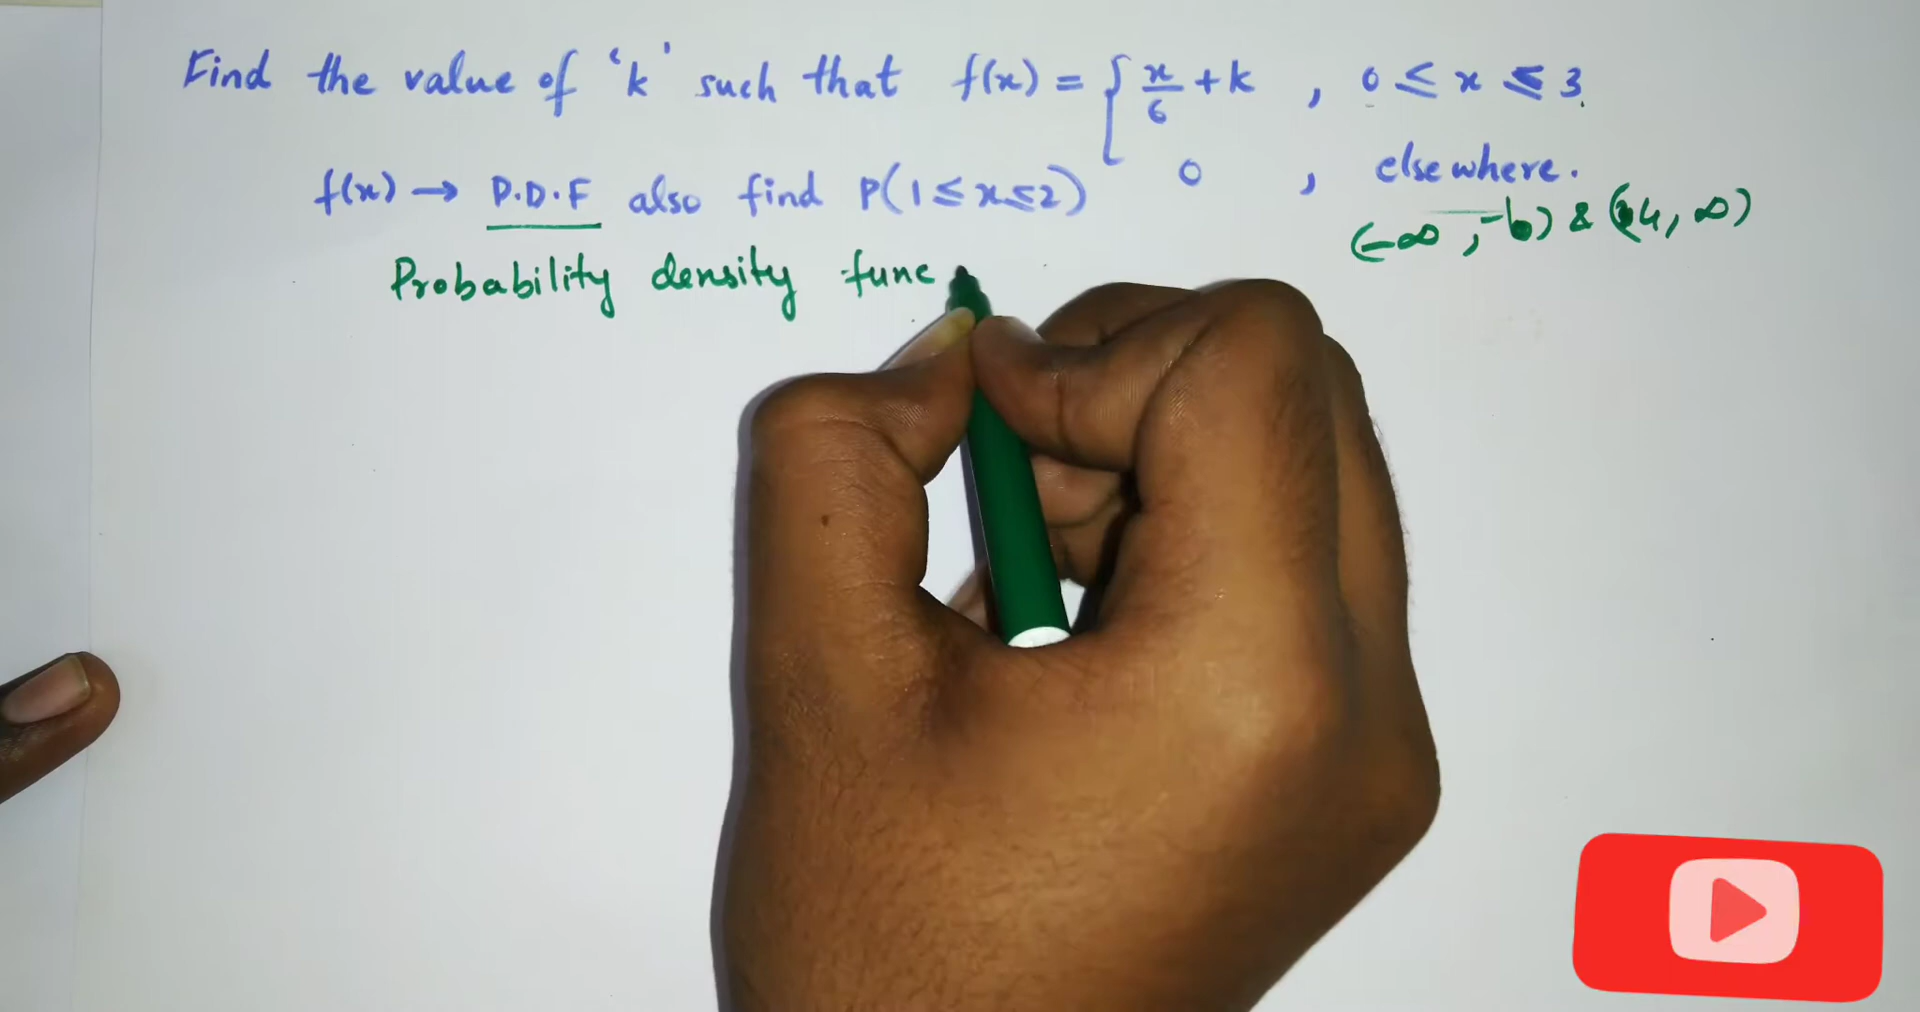 Find the value of 'k' such that f(x) = { x/6 + k , 0 ≤ x ≤ 3
0 , elsewhere.
f(x) → P.D.F also find P(1 ≤ x ≤ 2)
(-∞, -) & (4, ∞)
Probability density func